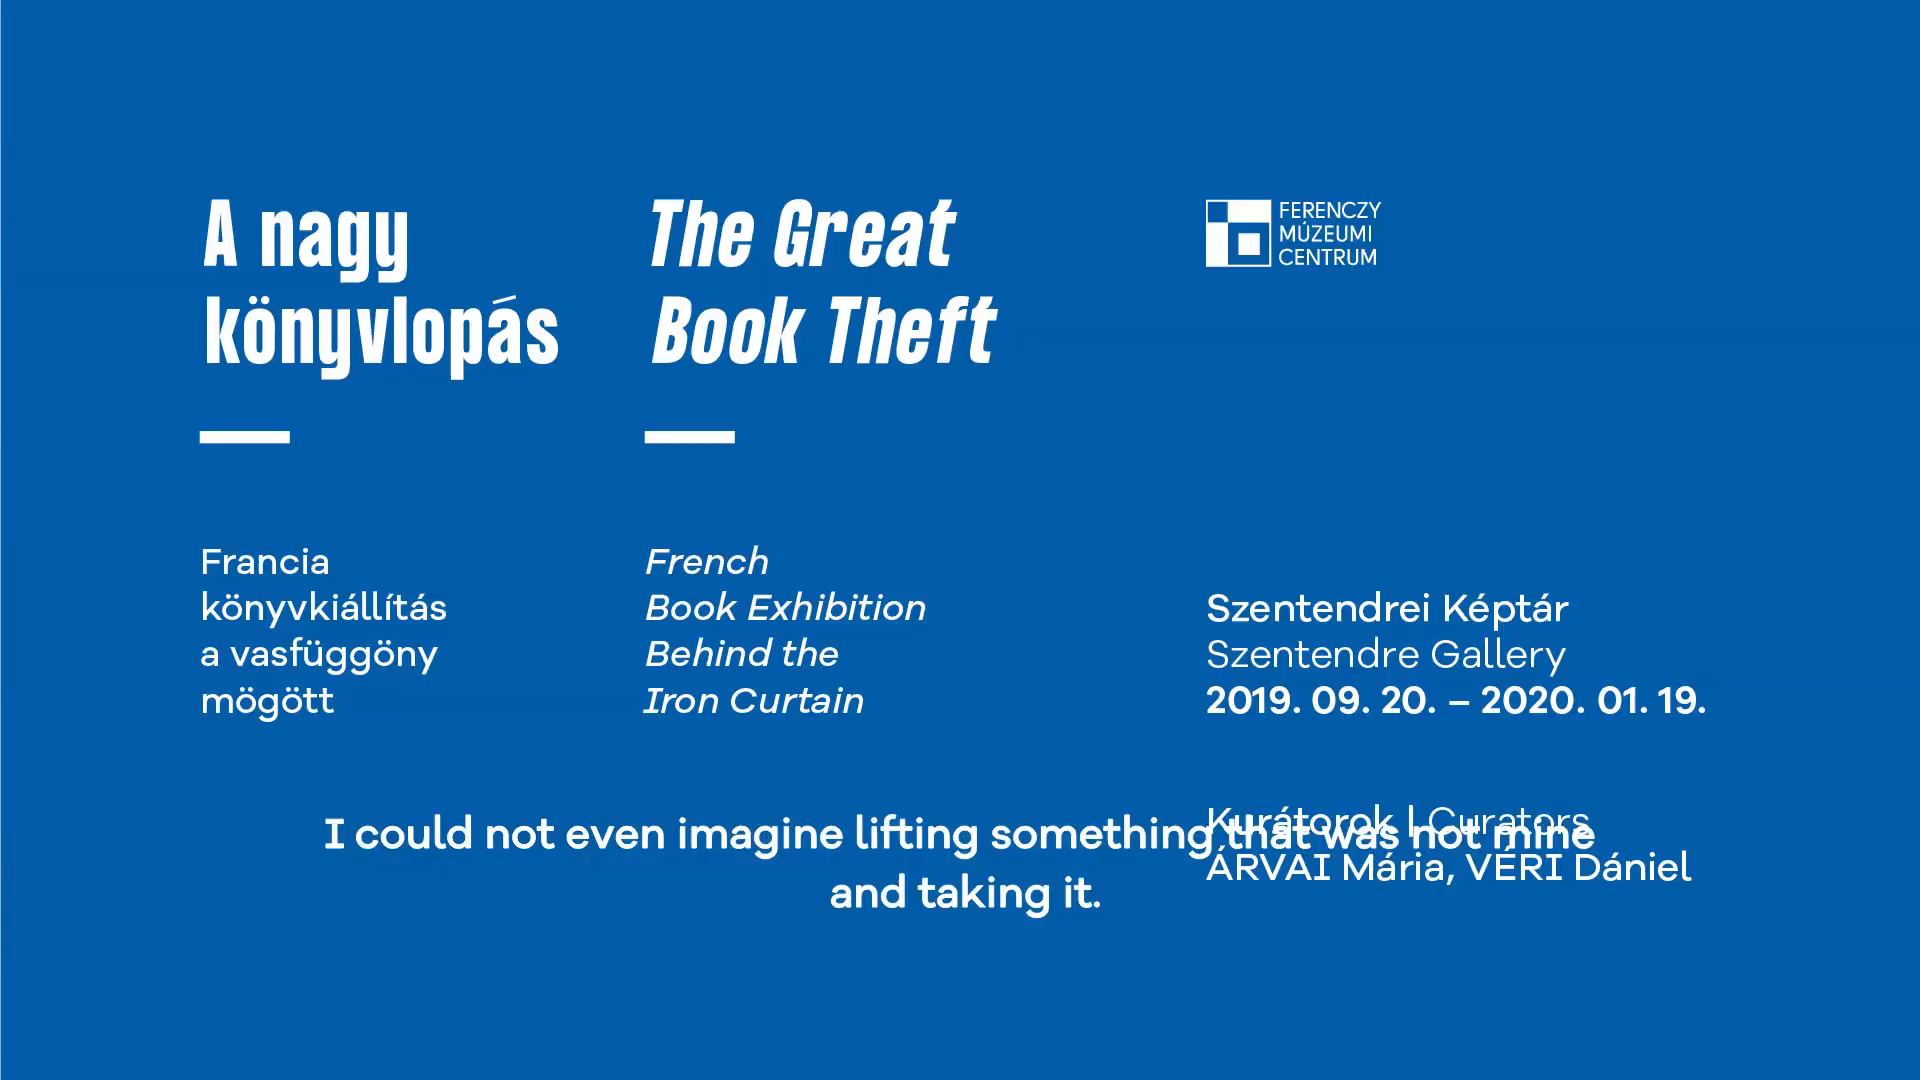 A nagy
könyvlopás
The Great
Book Theft
FERENCZY
MÚZEUMI
CENTRUM
Francia
könyvkiállítás
a vasfüggöny
mögött
French
Book Exhibition
Behind the
Iron Curtain
Szentendrei Képtár
Szentendre Gallery
2019. 09. 20. – 2020. 01. 19.
Kurátorok | Curators
ÁRVAI Mária, VÉRI Dániel
I could not even imagine lifting something that was not mine
and taking it.